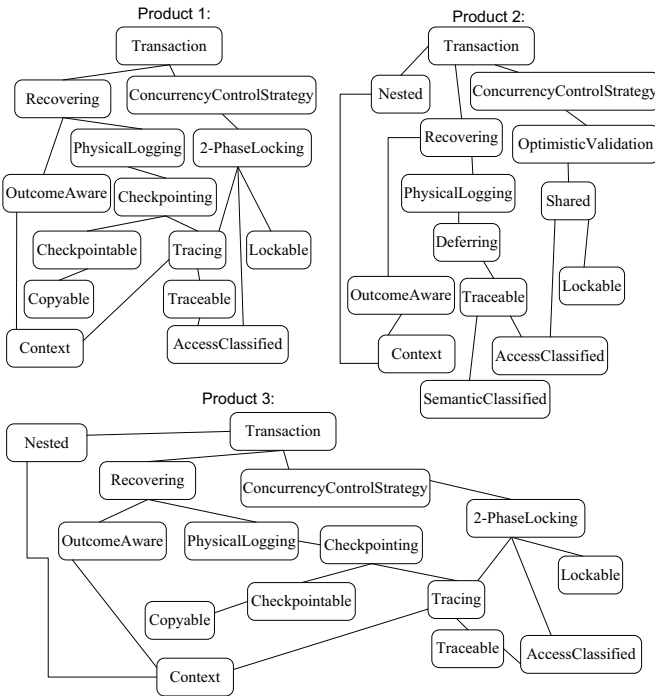 Product 1:
Transaction
Recovering
ConcurrencyControlStrategy
PhysicalLogging
2-PhaseLocking
OutcomeAware
Checkpointing
Checkpointable
Tracing
Lockable
Copyable
Traceable
Context
AccessClassified
Product 2:
Transaction
Nested
ConcurrencyControlStrategy
Recovering
OptimisticValidation
PhysicalLogging
Shared
Deferring
Lockable
OutcomeAware
Traceable
Context
AccessClassified
SemanticClassified
Product 3:
Nested
Transaction
Recovering
ConcurrencyControlStrategy
2-PhaseLocking
OutcomeAware
PhysicalLogging
Checkpointing
Lockable
Copyable
Checkpointable
Tracing
Traceable
AccessClassified
Context